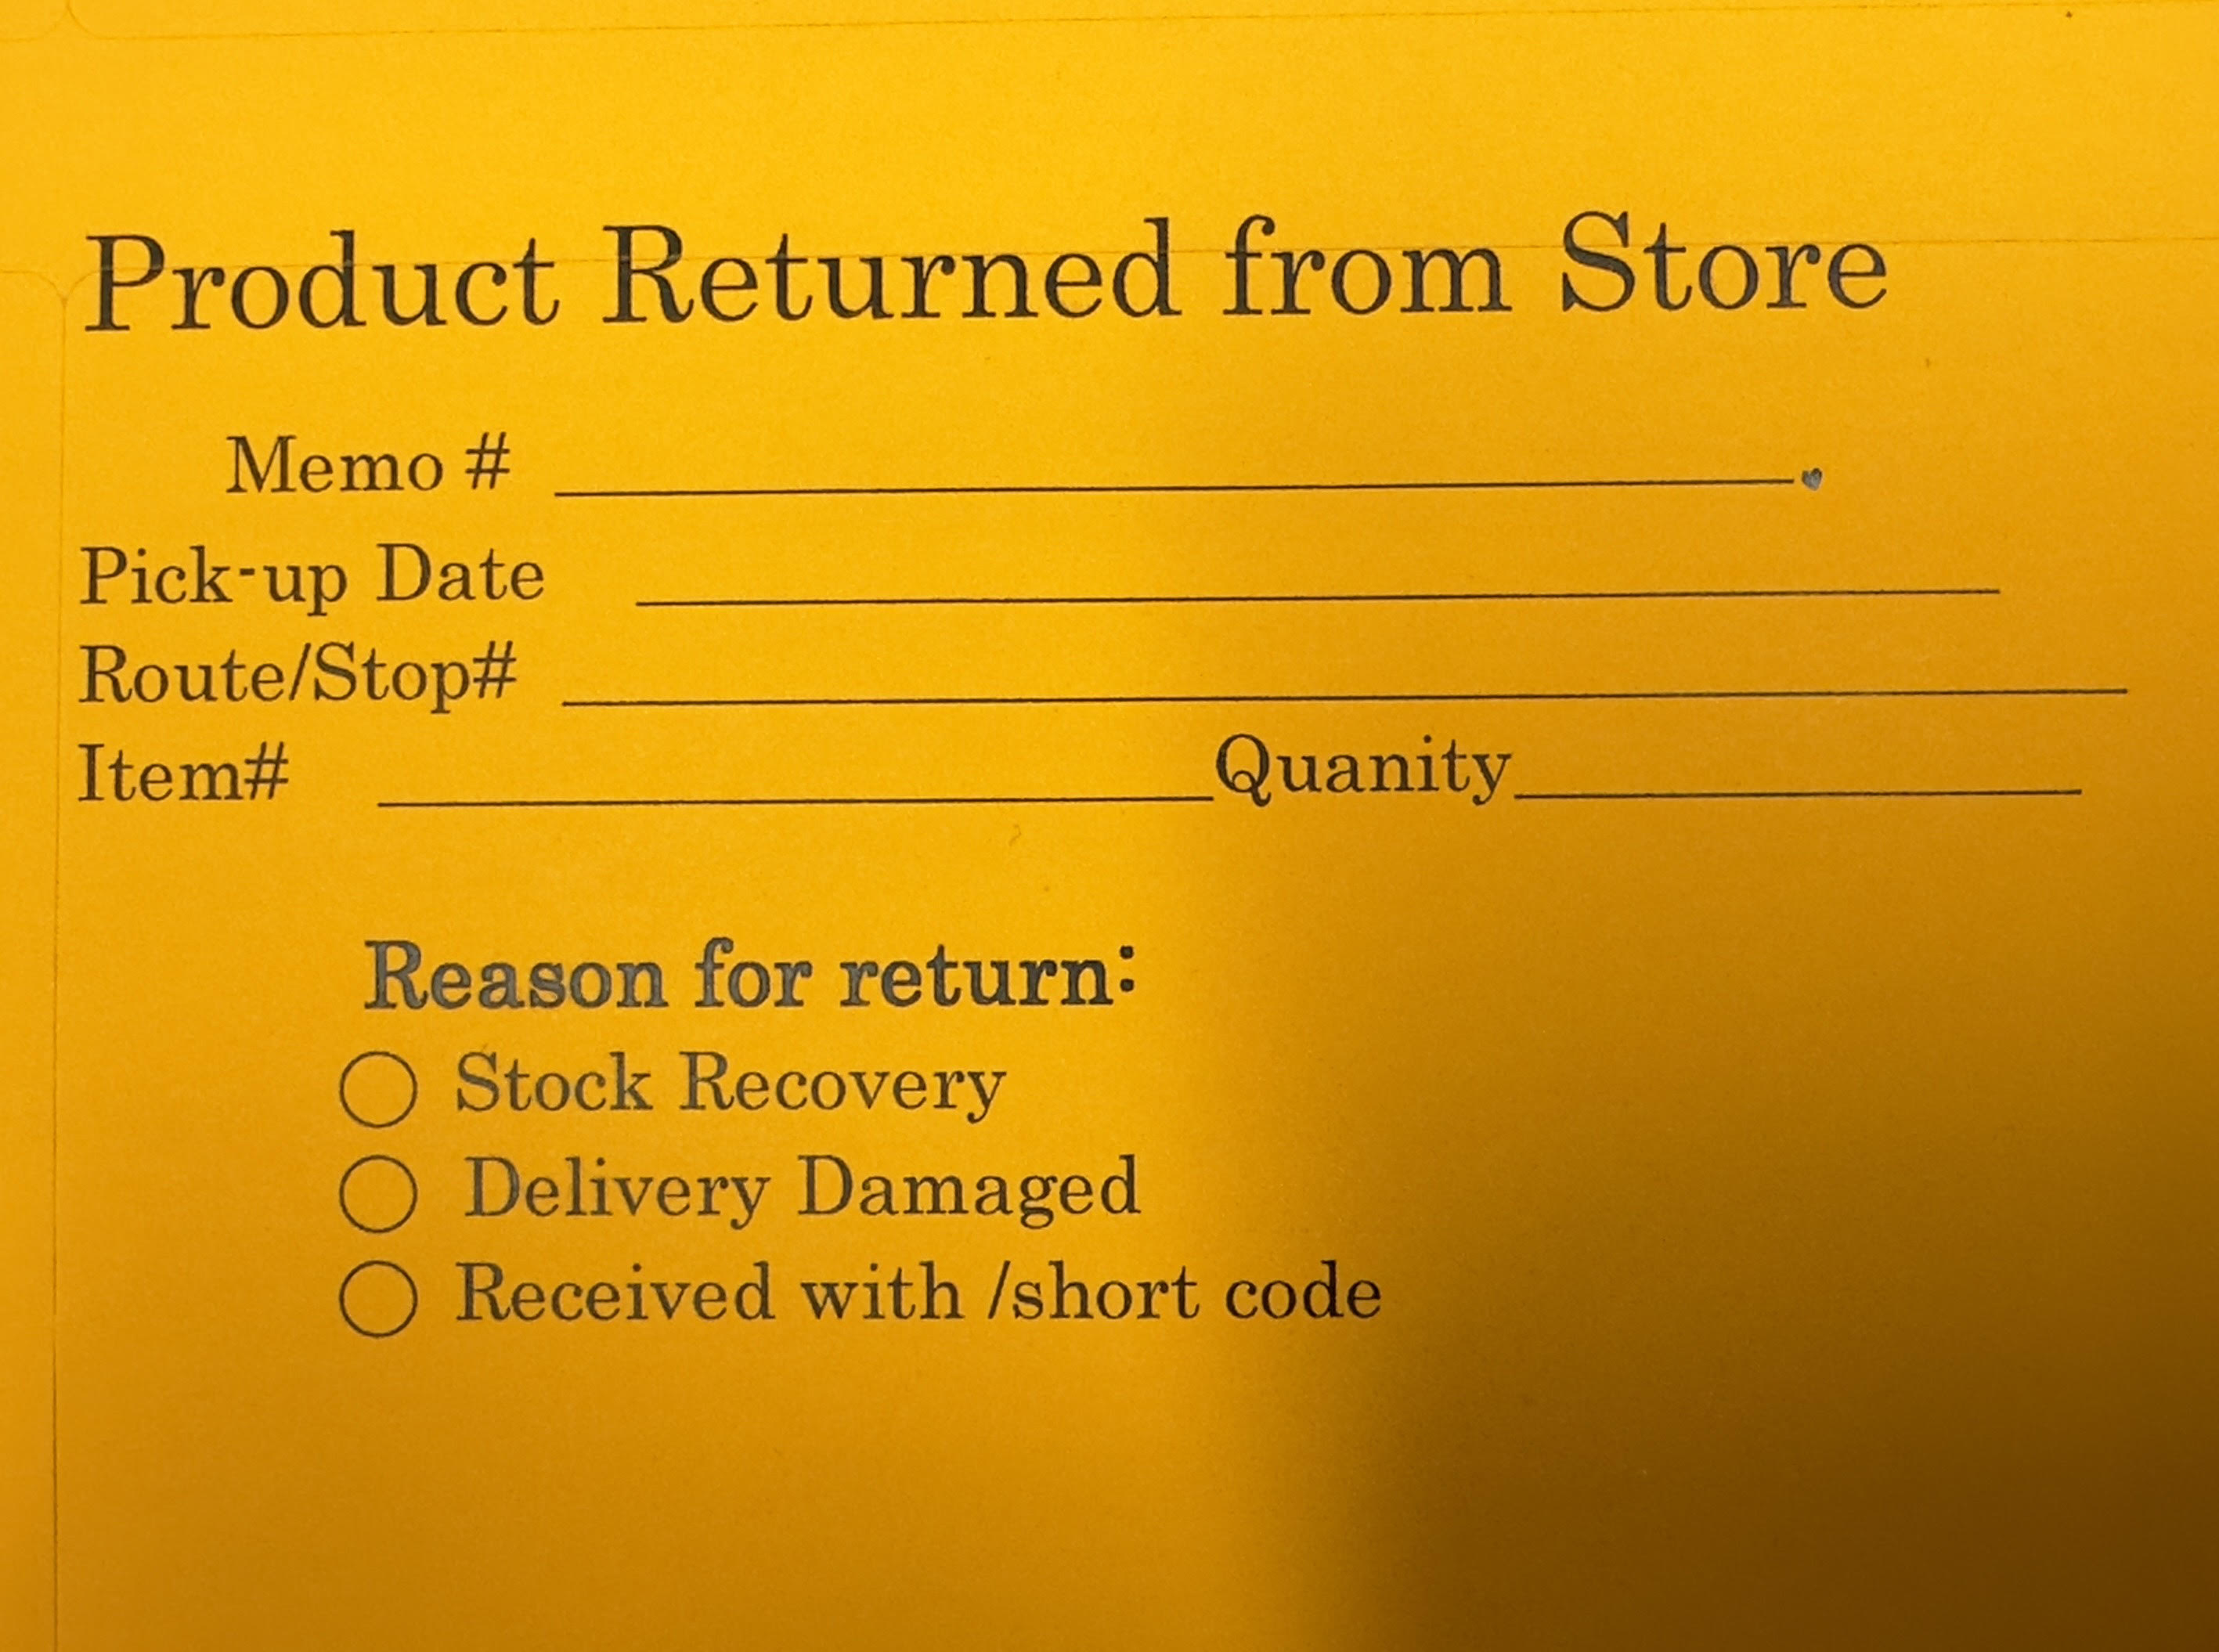 Product Returned from Store
Memo #
Pick-up Date
Route/Stop#
Item# Quanity
Reason for return:
Stock Recovery
Delivery Damaged
Received with /short code